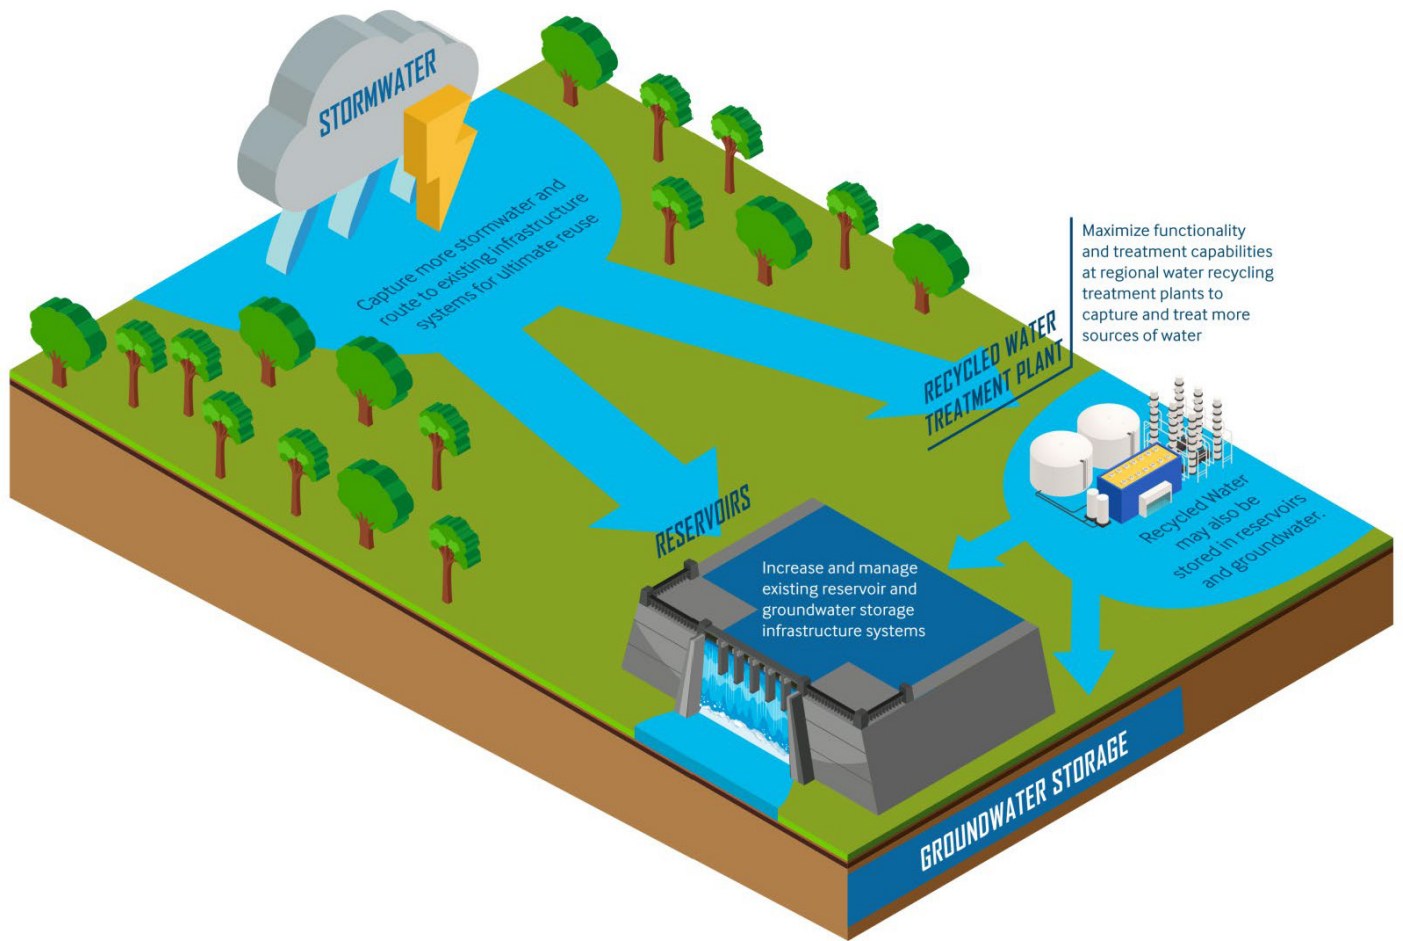 STORMWATER
Capture more stormwater and
route to existing infrastructure
systems for ultimate reuse
Maximize functionality
and treatment capabilities
at regional water recycling
treatment plants to
capture and treat more
sources of water
RECYCLED WATER
TREATMENT PLANT
Recycled Water
may also be
stored in reservoirs
and groundwater.
RESERVOIRS
Increase and manage
existing reservoir and
groundwater storage
infrastructure systems
GROUNDWATER STORAGE